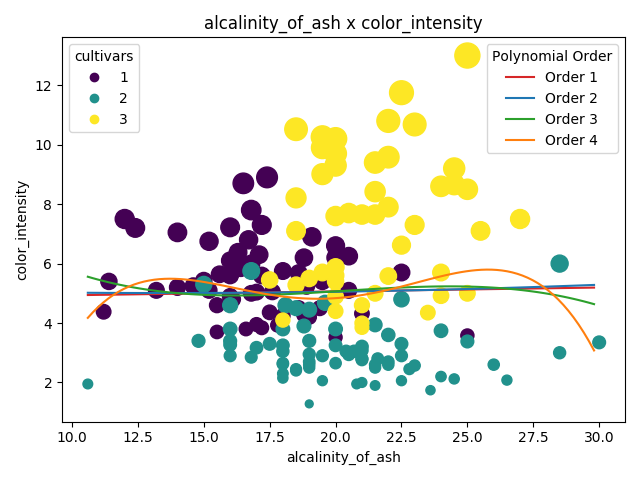 alcalinity_of_ash x color_intensity
cultivars
1
2
3
Polynomial Order
Order 1
Order 2
Order 3
Order 4
color_intensity
12
10
8
6
4
2
10.0 12.5 15.0 17.5 20.0 22.5 25.0 27.5 30.0
alcalinity_of_ash